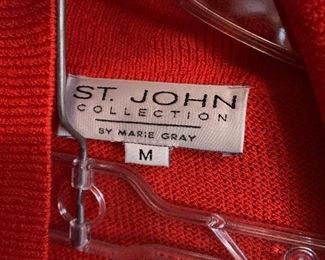 ST. JOHN
COLLECTION
BY MARIE GRAY
M